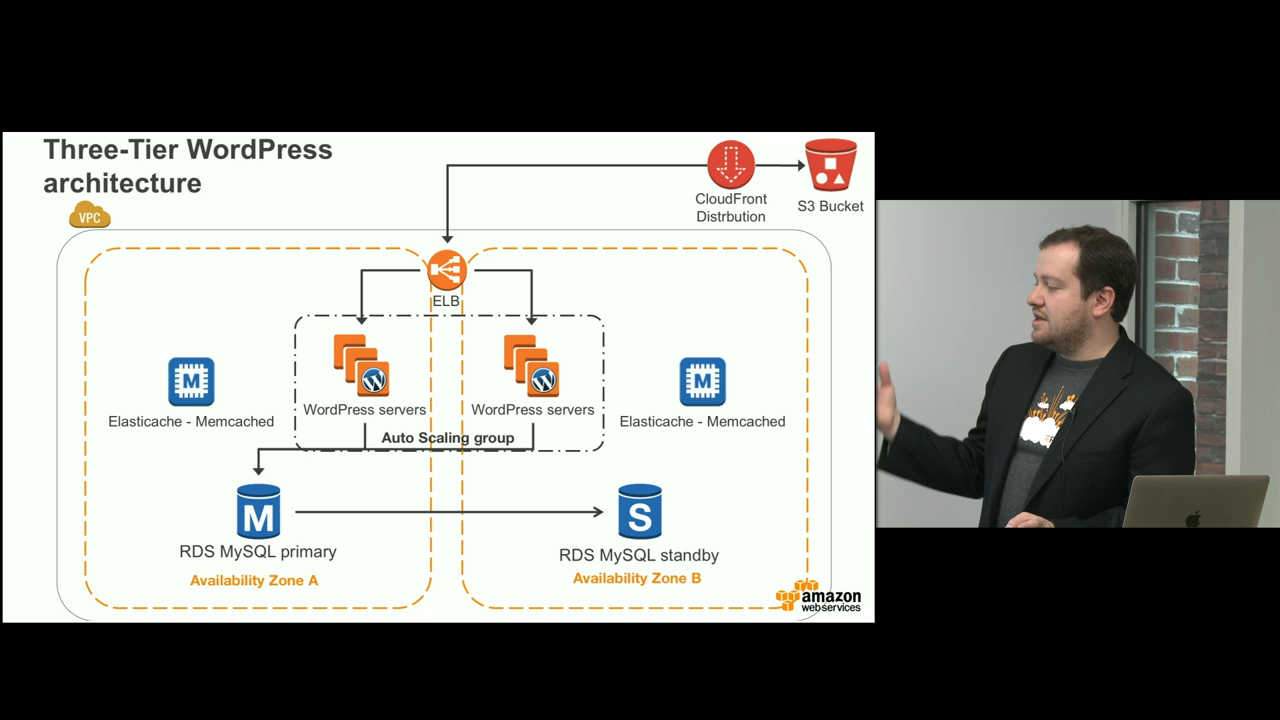 Three-Tier WordPress
architecture
CloudFront
Distrbution
S3 Bucket
VPC
ELB
M
Elasticache - Memcached
WordPress servers
WordPress servers
M
Elasticache - Memcached
Auto Scaling group
M
RDS MySQL primary
S
RDS MySQL standby
Availability Zone A
Availability Zone B
amazon
web services